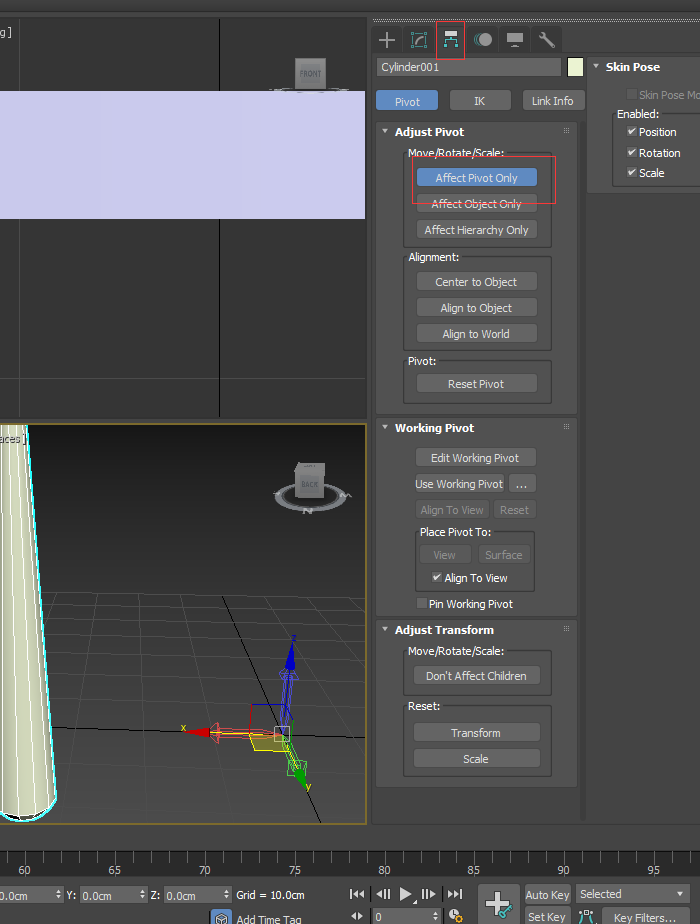 g ]
FRONT
Cylinder001
Pivot
IK
Link Info
Adjust Pivot
Move/Rotate/Scale:
Affect Pivot Only
Affect Object Only
Affect Hierarchy Only
Alignment:
Center to Object
Align to Object
Align to World
Pivot:
Reset Pivot
Working Pivot
Edit Working Pivot
Use Working Pivot ...
Align To View Reset
Place Pivot To:
View Surface
Align To View
Pin Working Pivot
Adjust Transform
Move/Rotate/Scale:
Don't Affect Children
Reset:
Transform
Scale
Skin Pose
Skin Pose Mo
Enabled:
Position
Rotation
Scale
aces ]
BACK
N
z
x
y
60 65 70 75 80 85 90 95
0.0cm Y: 0.0cm Z: 0.0cm Grid = 10.0cm
Add Time Tag
0
Auto Key Selected
Set Key Key Filters...